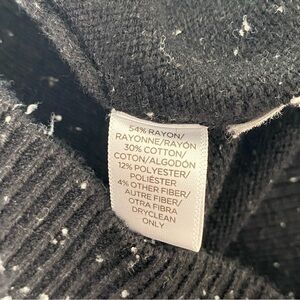 54% RAYON/
RAYONNE/RAYÓN
30% COTTON/
COTON/ALGODÓN
12% POLYESTER/
POLIÉSTER
4% OTHER FIBER/
AUTRE FIBER/
OTRA FIBRA
DRYCLEAN
ONLY